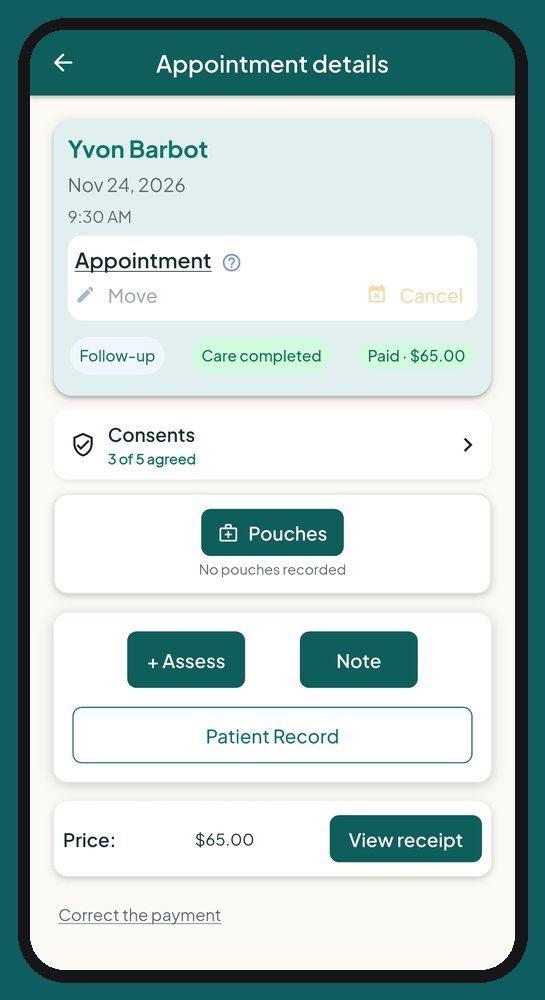 Appointment details
Yvon Barbot
Nov 24, 2026
9:30 AM
Appointment ?
Move Cancel
Follow-up Care completed Paid · $65.00
Consents
3 of 5 agreed
Pouches
No pouches recorded
+ Assess Note
Patient Record
Price: $65.00 View receipt
Correct the payment